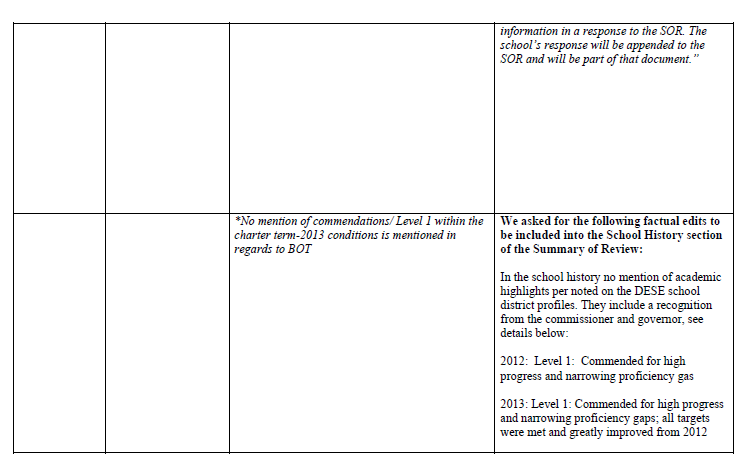 information in a response to the SOR. The
school's response will be appended to the
SOR and will be part of that document."
*No mention of commendations/ Level 1 within the
charter term-2013 conditions is mentioned in
regards to BOT
We asked for the following factual edits to
be included into the School History section
of the Summary of Review:
In the school history no mention of academic
highlights per noted on the DESE school
district profiles. They include a recognition
from the commissioner and governor, see
details below:
2012:  Level 1:  Commended for high
progress and narrowing proficiency gas
2013: Level 1: Commended for high progress
and narrowing proficiency gaps; all targets
were met and greatly improved from 2012